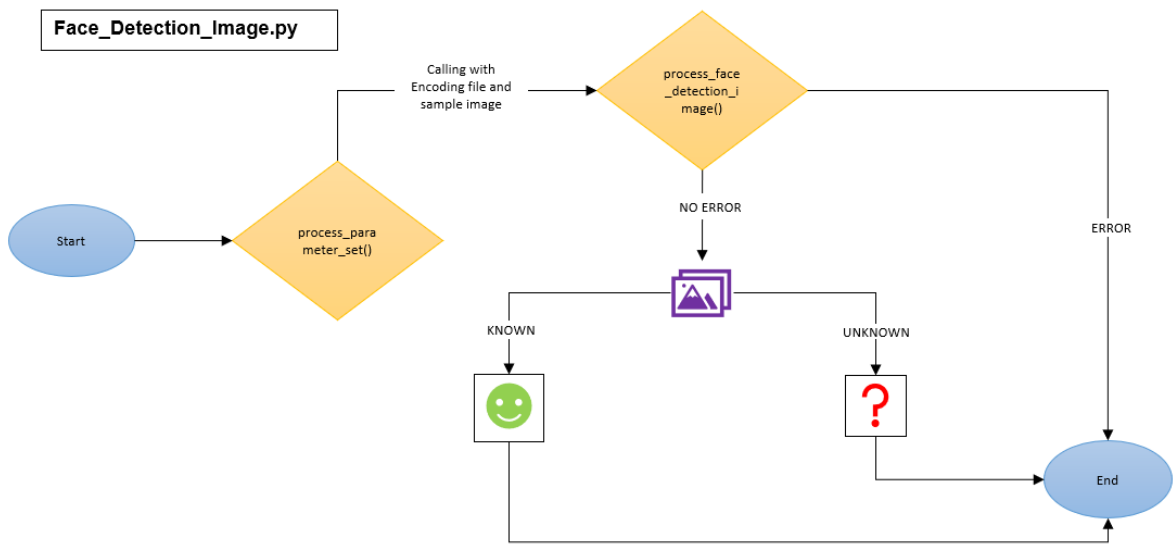 Face_Detection_Image.py
Calling with
Encoding file and
sample image
process_face
_detection_i
mage()
NO ERROR
ERROR
Start
process_para
meter_set()
KNOWN
UNKNOWN
?
End